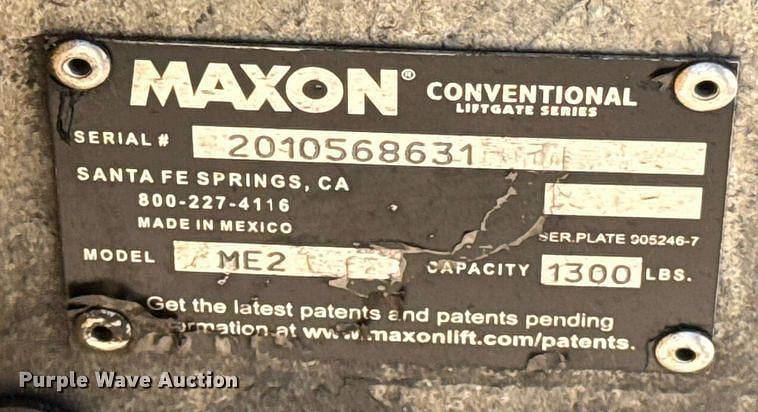 MAXON® CONVENTIONAL
LIFTGATE SERIES
SERIAL # 2010568631
SANTA FE SPRINGS, CA
800-227-4116
MADE IN MEXICO
SER.PLATE 905246-7
MODEL ME2 CAPACITY 1300 LBS.
Get the latest patents and patents pending
ormation at www.maxonlift.com/patents.
Purple Wave Auction